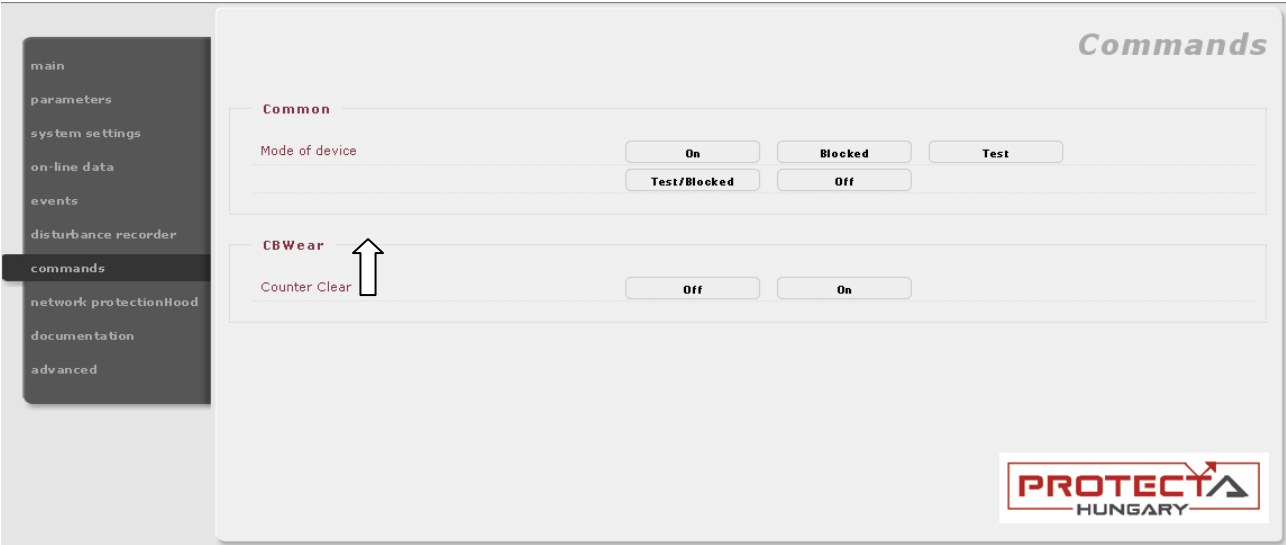 Commands
main
parameters
system settings
on-line data
events
disturbance recorder
commands
network protectionHood
documentation
advanced
Common
Mode of device On Blocked Test
Test/Blocked Off
CBWear
Counter Clear Off On
PROTECTA
HUNGARY